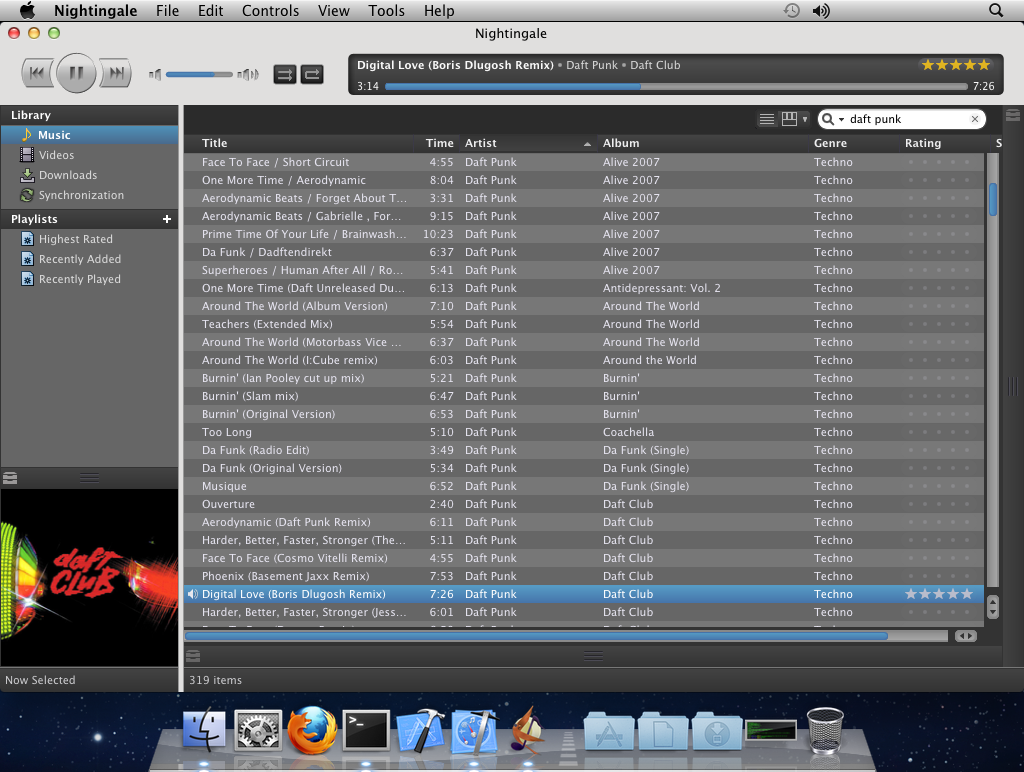 Nightingale File Edit Controls View Tools Help
Nightingale
Digital Love (Boris Dlugosh Remix) • Daft Punk • Daft Club
3:14 7:26
Library
Music
Videos
Downloads
Synchronization
Playlists +
Highest Rated
Recently Added
Recently Played
daft club
Now Selected
daft punk
Title Time Artist Album Genre Rating S
Face To Face / Short Circuit 4:55 Daft Punk Alive 2007 Techno
One More Time / Aerodynamic 8:04 Daft Punk Alive 2007 Techno
Aerodynamic Beats / Forget About T... 3:31 Daft Punk Alive 2007 Techno
Aerodynamic Beats / Gabrielle , For... 9:15 Daft Punk Alive 2007 Techno
Prime Time Of Your Life / Brainwash... 10:23 Daft Punk Alive 2007 Techno
Da Funk / Dadftendirekt 6:37 Daft Punk Alive 2007 Techno
Superheroes / Human After All / Ro... 5:41 Daft Punk Alive 2007 Techno
One More Time (Daft Unreleased Du... 6:13 Daft Punk Antidepressant: Vol. 2 Techno
Around The World (Album Version) 7:10 Daft Punk Around The World Techno
Teachers (Extended Mix) 5:54 Daft Punk Around The World Techno
Around The World (Motorbass Vice ... 6:37 Daft Punk Around The World Techno
Around The World (I:Cube remix) 6:03 Daft Punk Around the World Techno
Burnin' (Ian Pooley cut up mix) 5:21 Daft Punk Burnin' Techno
Burnin' (Slam mix) 6:47 Daft Punk Burnin' Techno
Burnin' (Original Version) 6:53 Daft Punk Burnin' Techno
Too Long 5:10 Daft Punk Coachella Techno
Da Funk (Radio Edit) 3:49 Daft Punk Da Funk (Single) Techno
Da Funk (Original Version) 5:34 Daft Punk Da Funk (Single) Techno
Musique 6:52 Daft Punk Da Funk (Single) Techno
Ouverture 2:40 Daft Punk Daft Club Techno
Aerodynamic (Daft Punk Remix) 6:11 Daft Punk Daft Club Techno
Harder, Better, Faster, Stronger (The... 5:11 Daft Punk Daft Club Techno
Face To Face (Cosmo Vitelli Remix) 4:55 Daft Punk Daft Club Techno
Phoenix (Basement Jaxx Remix) 7:53 Daft Punk Daft Club Techno
Digital Love (Boris Dlugosh Remix) 7:26 Daft Punk Daft Club Techno
Harder, Better, Faster, Stronger (Jess... 6:01 Daft Punk Daft Club Techno
319 items